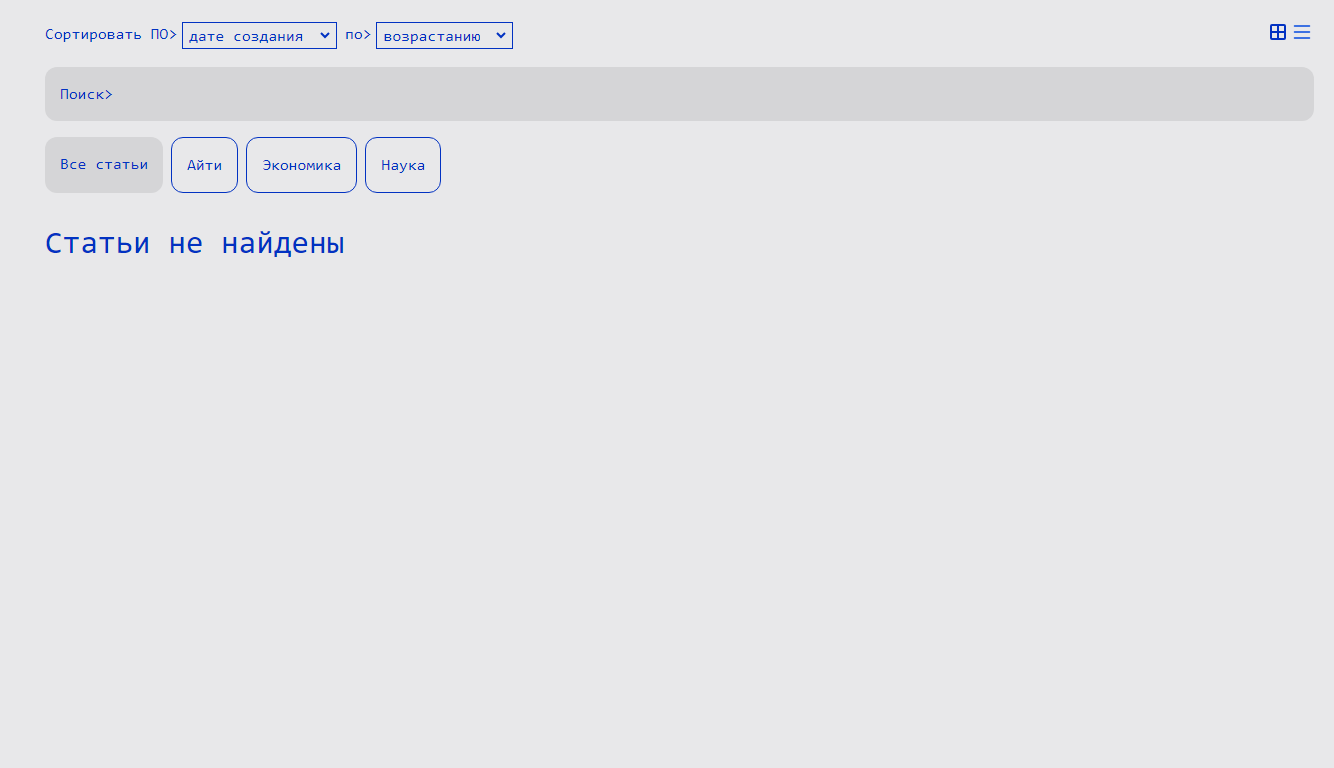 Сортировать ПО> дате создания по> возрастанию
Поиск>
Все статьи Айти Экономика Наука
Статьи не найдены